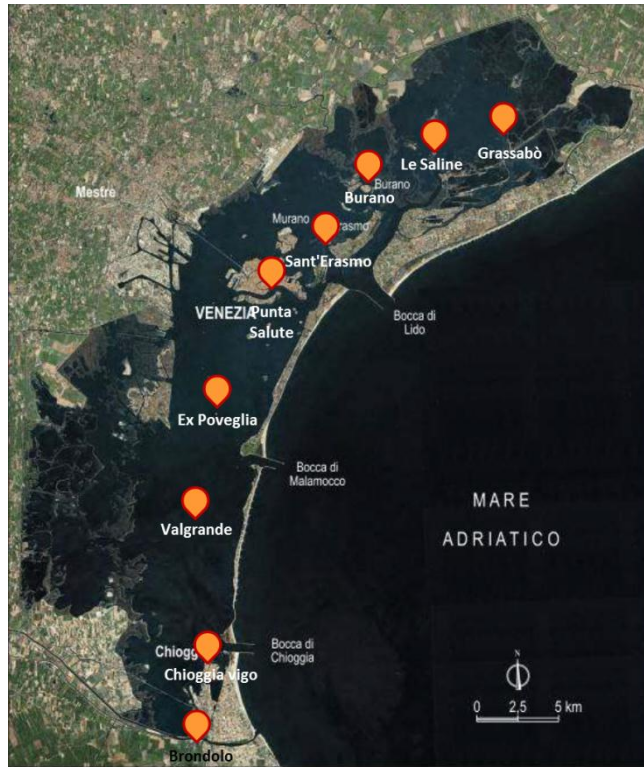 Grassabò
Le Saline
Mestre
Burano
Burano
Murano
Sant'Erasmo
VENEZIA
Punta
Salute
Bocca di
Lido
Ex Poveglia
Bocca di
Malamocco
MARE
ADRIATICO
Valgrande
Bocca di
Chioggia
Chioggia vigo
N
0 2,5 5 km
Brondolo